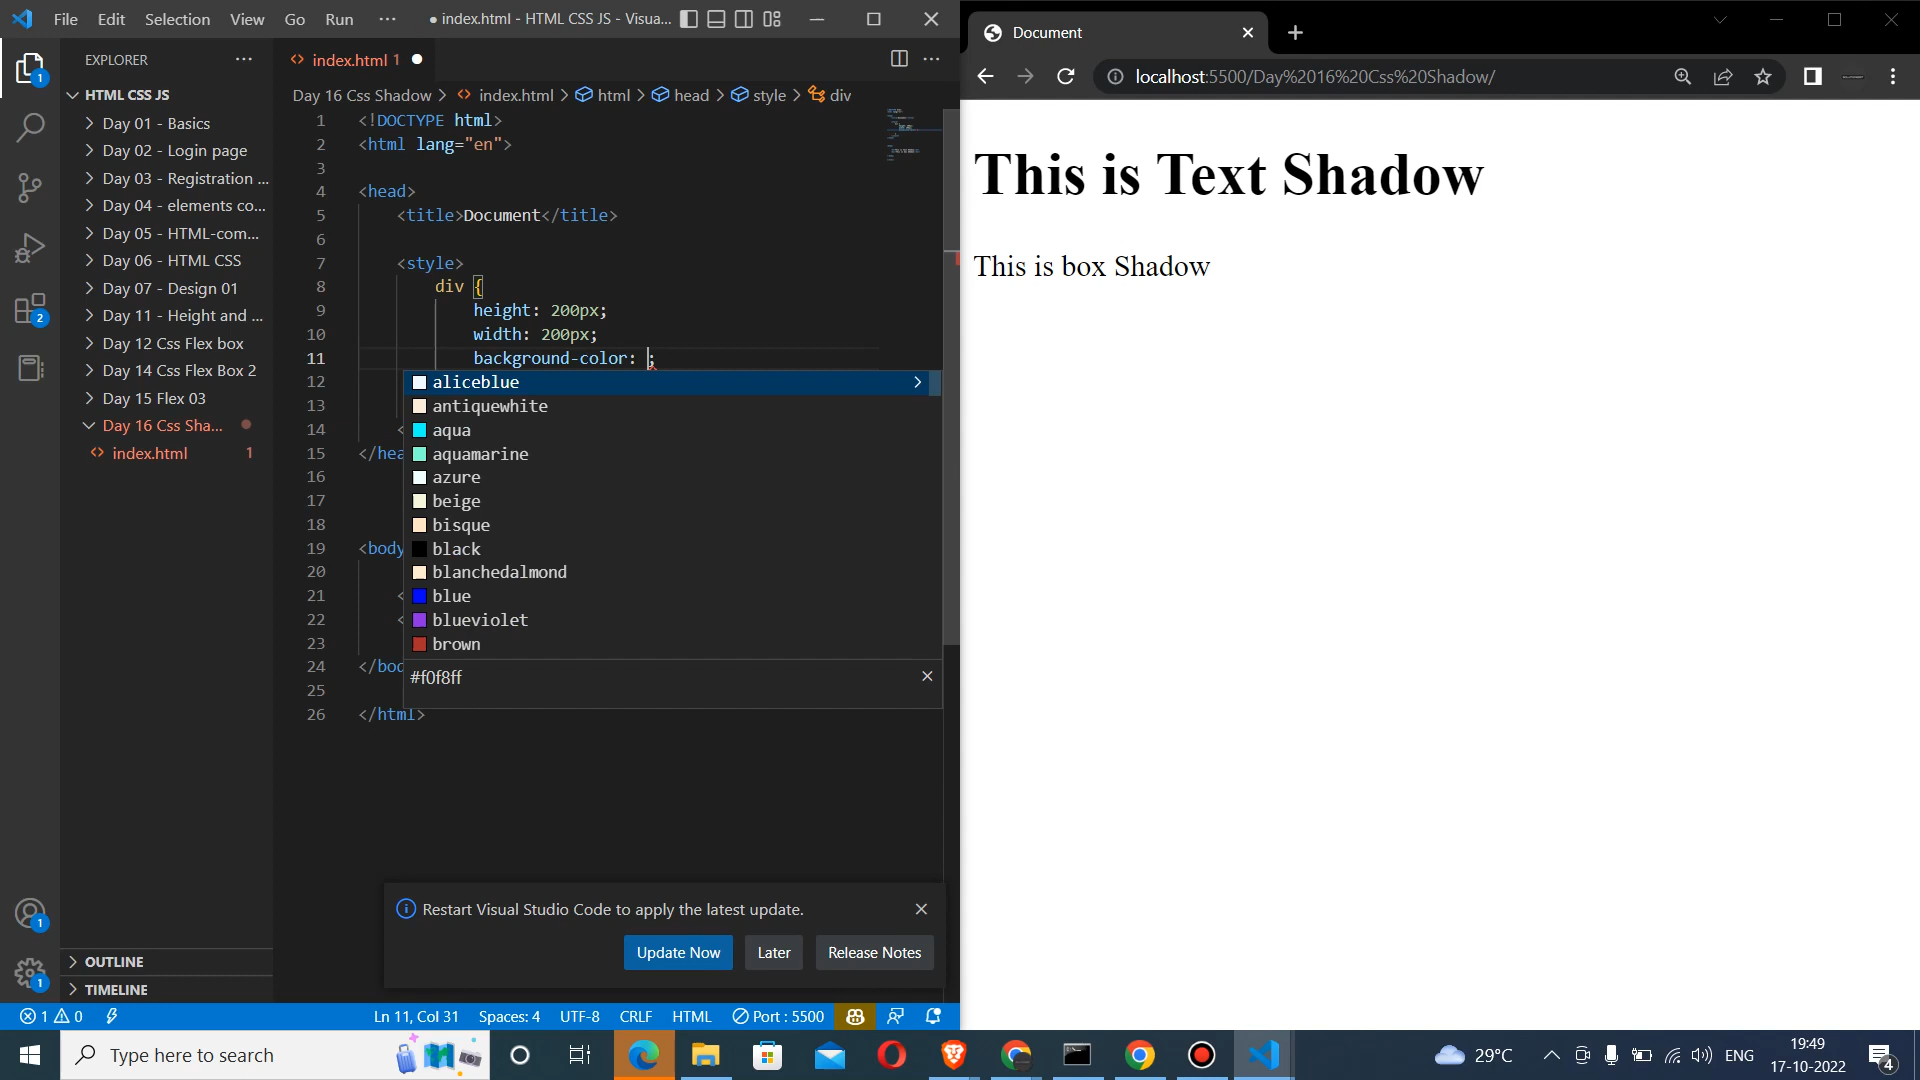 File Edit Selection View Go Run ··· ● index.html - HTML CSS JS - Visua...
EXPLORER ···
HTML CSS JS
Day 01 - Basics
Day 02 - Login page
Day 03 - Registration ...
Day 04 - elements co...
Day 05 - HTML-com...
Day 06 - HTML CSS
Day 07 - Design 01
Day 11 - Height and ...
Day 12 Css Flex box
Day 14 Css Flex Box 2
Day 15 Flex 03
Day 16 Css Sha...
index.html 1
OUTLINE
TIMELINE
1
2
1
1
index.html 1 ●
Day 16 Css Shadow > index.html > html > head > style > div
1 <!DOCTYPE html>
2 <html lang="en">
3
4 <head>
5 <title>Document</title>
6
7 <style>
8 div {
9 height: 200px;
10 width: 200px;
11 background-color: ;
12
13
14 <
15 </hea
16
17
18
19 <body
20
21 <
22 <
23
24 </bod
25
26 </html>
aliceblue
antiquewhite
aqua
aquamarine
azure
beige
bisque
black
blanchedalmond
blue
blueviolet
brown
#f0f8ff
Restart Visual Studio Code to apply the latest update.
Update Now Later Release Notes
1 0 Ln 11, Col 31 Spaces: 4 UTF-8 CRLF HTML Port : 5500
Document
localhost:5500/Day%2016%20Css%20Shadow/
This is Text Shadow
This is box Shadow
Type here to search
29°C ENG 19:49
17-10-2022
4